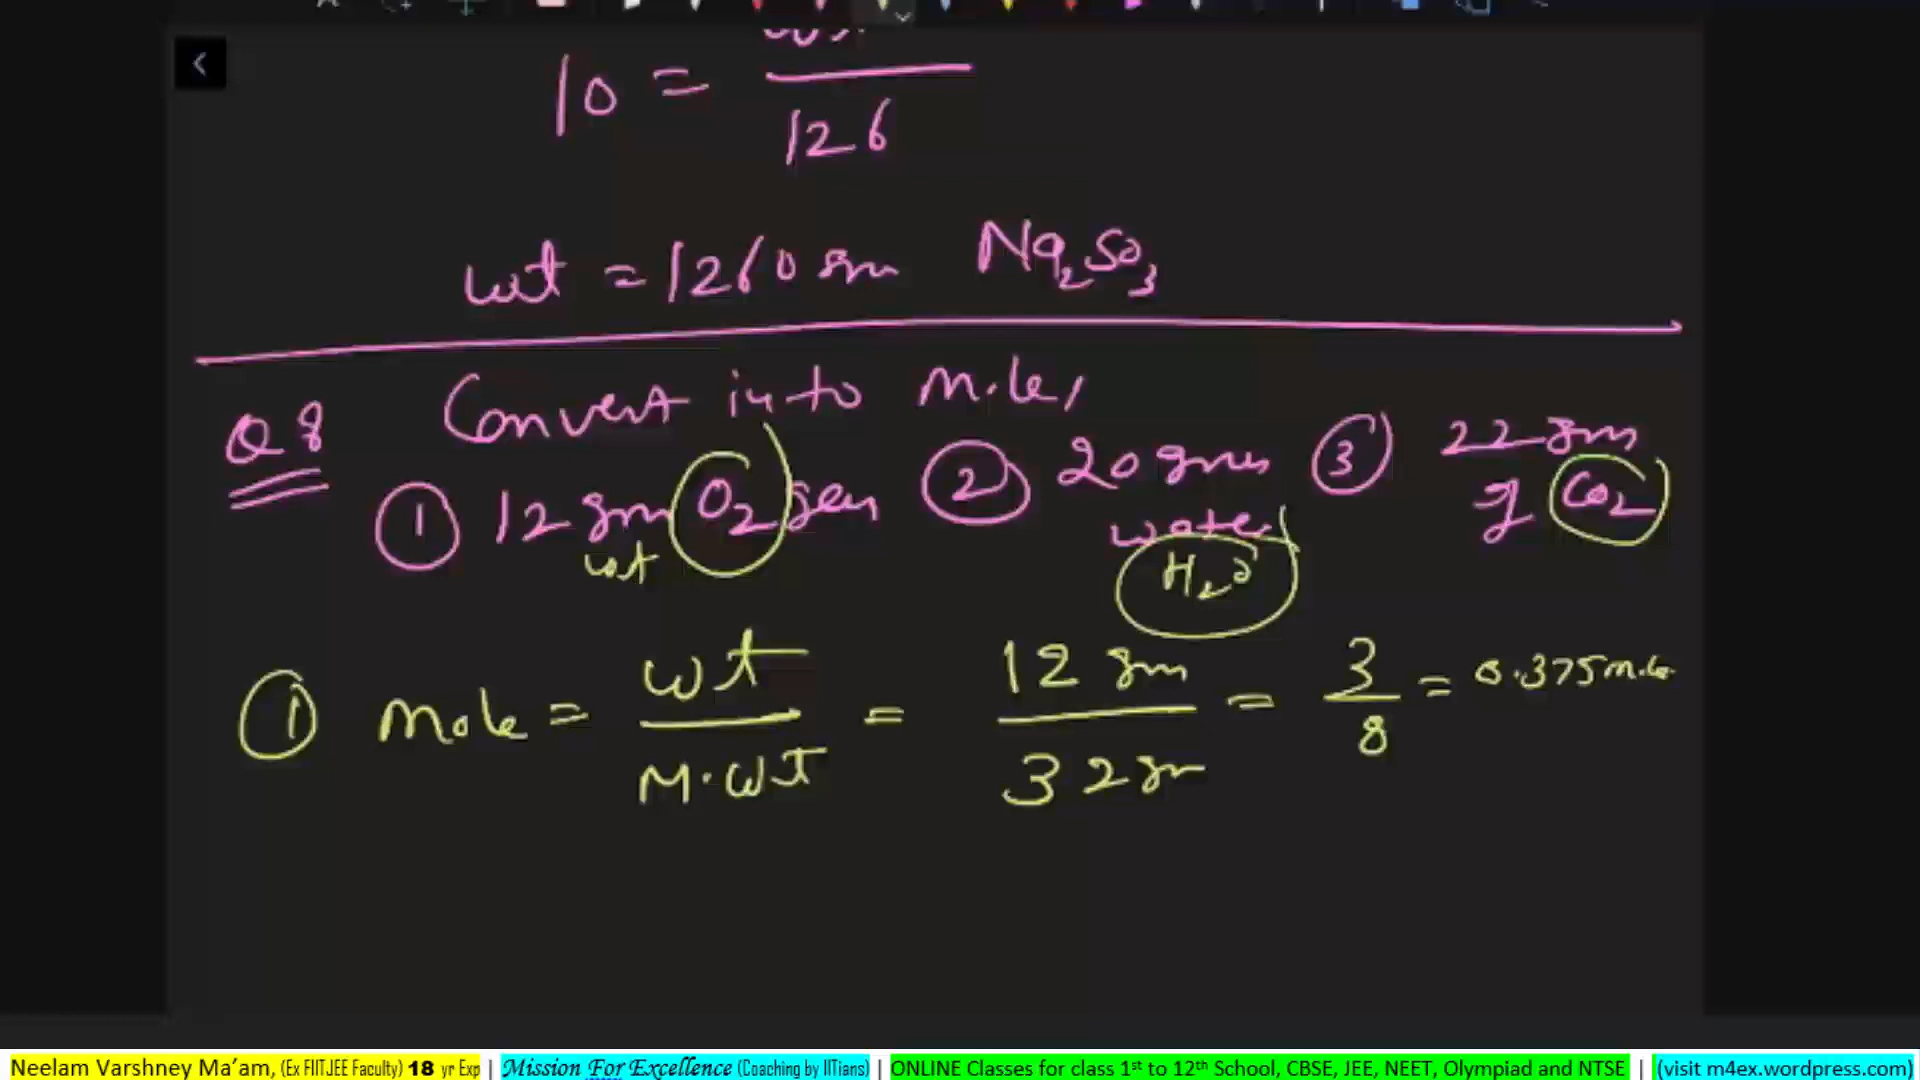 10 = wt / 126
wt = 1260 gm Na2SO3
Q8 Convert into Moles
① 12 gm O2 gas ② 20 gms water ③ 22 gm of CO2
wt H2O
① Mole = wt / M.wt = 12 gm / 32 gm = 3 / 8 = 0.375 mole
Neelam Varshney Ma’am, (Ex FIITJEE Faculty) 18 yr Exp | Mission For Excellence (Coaching by IITians) | ONLINE Classes for class 1st to 12th School, CBSE, JEE, NEET, Olympiad and NTSE | (visit m4ex.wordpress.com)